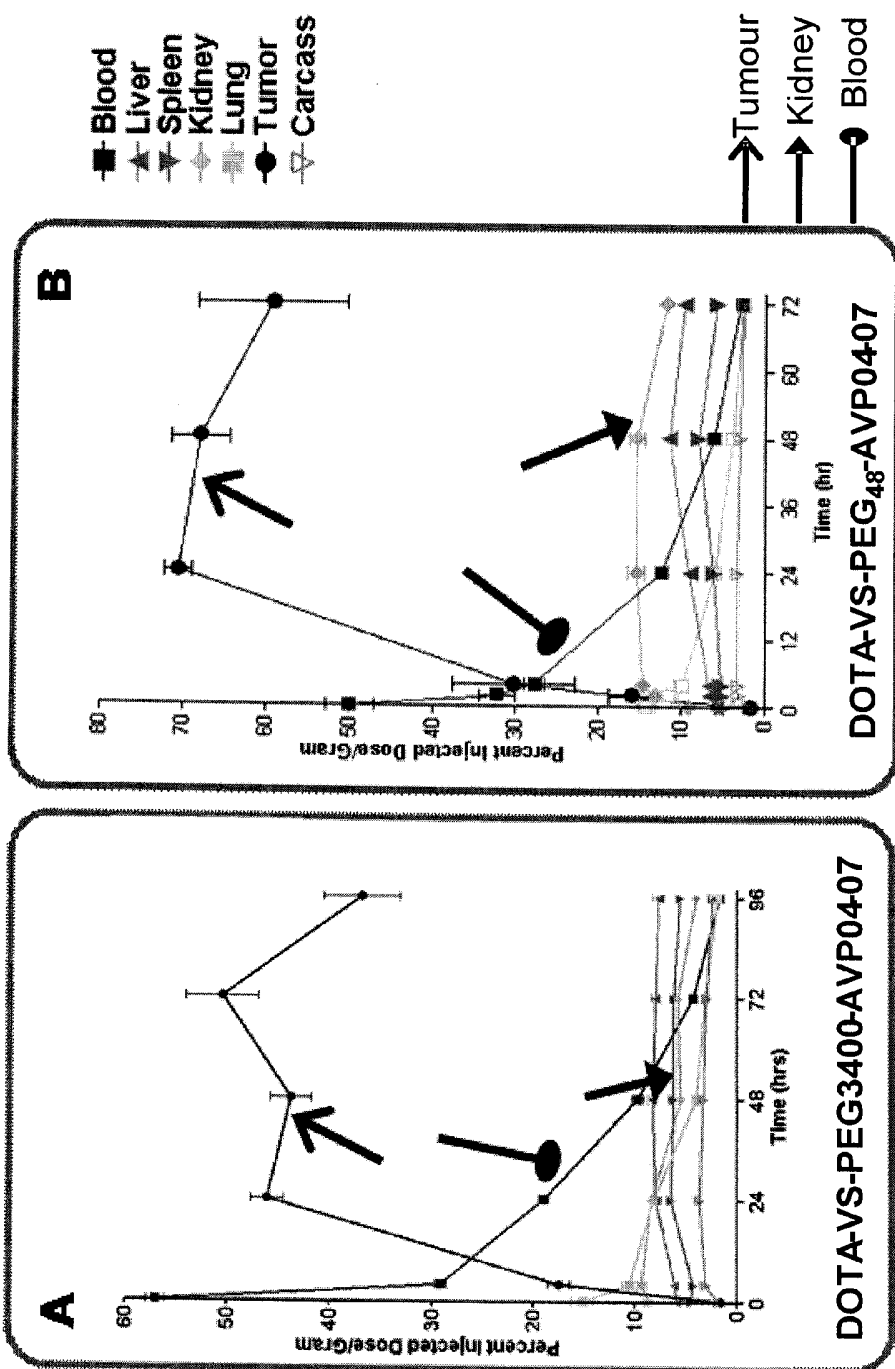 A
Percent Injected Dose/Gram
60
50
40
30
20
10
0
0
24
48
72
96
Time (hrs)
DOTA-VS-PEG3400-AVP04-07
B
Percent Injected Dose/Gram
80
70
60
50
40
30
20
10
0
0
12
24
36
48
60
72
Time (hr)
DOTA-VS-PEG48-AVP04-07
Blood
Liver
Spleen
Kidney
Lung
Tumor
Carcass
Tumour
Kidney
Blood